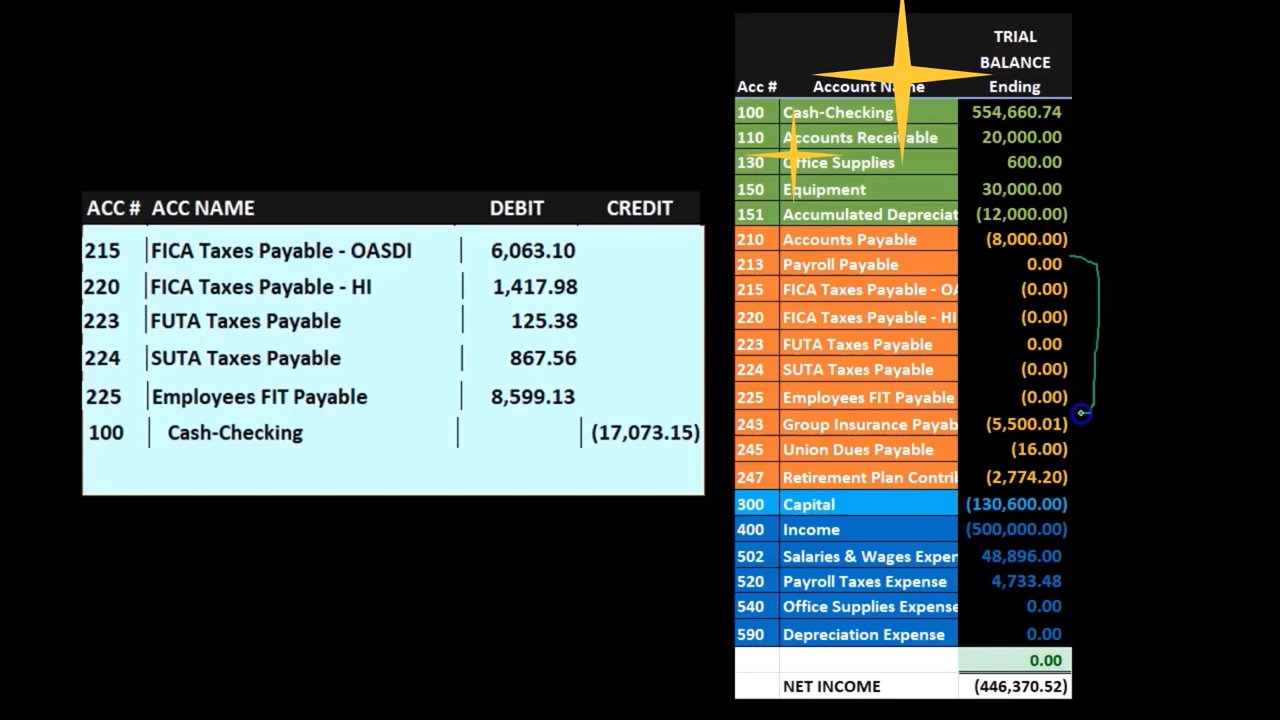 ACC # ACC NAME DEBIT CREDIT
215 FICA Taxes Payable - OASDI 6,063.10
220 FICA Taxes Payable - HI 1,417.98
223 FUTA Taxes Payable 125.38
224 SUTA Taxes Payable 867.56
225 Employees FIT Payable 8,599.13
100 Cash-Checking (17,073.15)
TRIAL
BALANCE
Acc # Account Name Ending
100 Cash-Checking 554,660.74
110 Accounts Receivable 20,000.00
130 Office Supplies 600.00
150 Equipment 30,000.00
151 Accumulated Depreciat (12,000.00)
210 Accounts Payable (8,000.00)
213 Payroll Payable 0.00
215 FICA Taxes Payable - OA (0.00)
220 FICA Taxes Payable - HI (0.00)
223 FUTA Taxes Payable 0.00
224 SUTA Taxes Payable (0.00)
225 Employees FIT Payable (0.00)
243 Group Insurance Payab (5,500.01)
245 Union Dues Payable (16.00)
247 Retirement Plan Contrib (2,774.20)
300 Capital (130,600.00)
400 Income (500,000.00)
502 Salaries & Wages Expen 48,896.00
520 Payroll Taxes Expense 4,733.48
540 Office Supplies Expense 0.00
590 Depreciation Expense 0.00
0.00
NET INCOME (446,370.52)